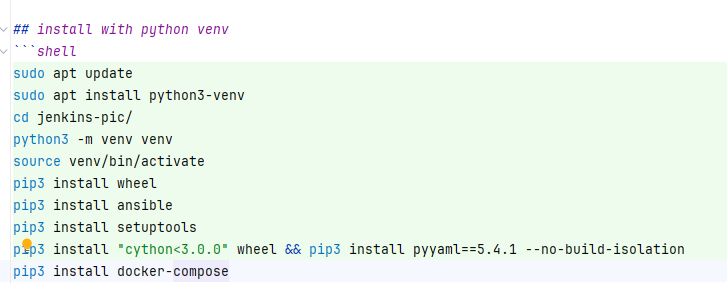 ## install with python venv
```shell
sudo apt update
sudo apt install python3-venv
cd jenkins-pic/
python3 -m venv venv
source venv/bin/activate
pip3 install wheel
pip3 install ansible
pip3 install setuptools
pip3 install "cython<3.0.0" wheel && pip3 install pyyaml==5.4.1 --no-build-isolation
pip3 install docker-compose